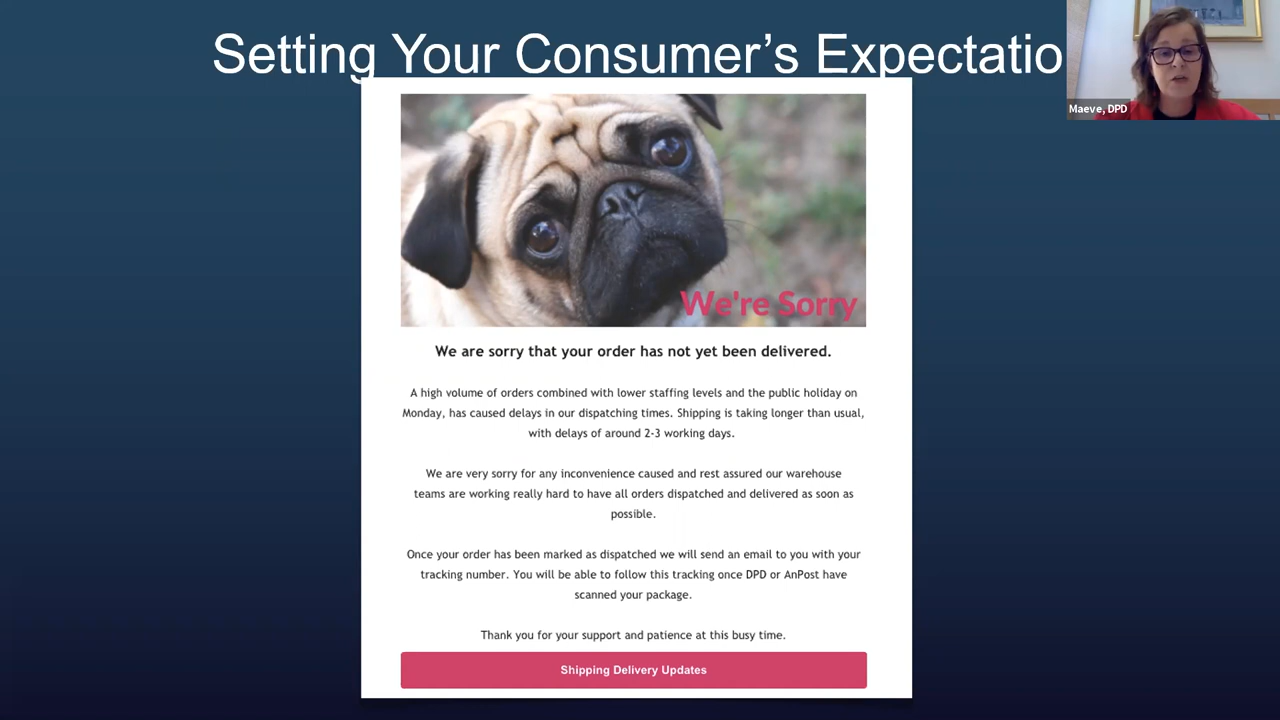 Setting Your Consumer's Expectatio
Maeve, DPD
We're Sorry
We are sorry that your order has not yet been delivered.
A high volume of orders combined with lower staffing levels and the public holiday on
Monday, has caused delays in our dispatching times. Shipping is taking longer than usual,
with delays of around 2-3 working days.
We are very sorry for any inconvenience caused and rest assured our warehouse
teams are working really hard to have all orders dispatched and delivered as soon as
possible.
Once your order has been marked as dispatched we will send an email to you with your
tracking number. You will be able to follow this tracking once DPD or AnPost have
scanned your package.
Thank you for your support and patience at this busy time.
Shipping Delivery Updates